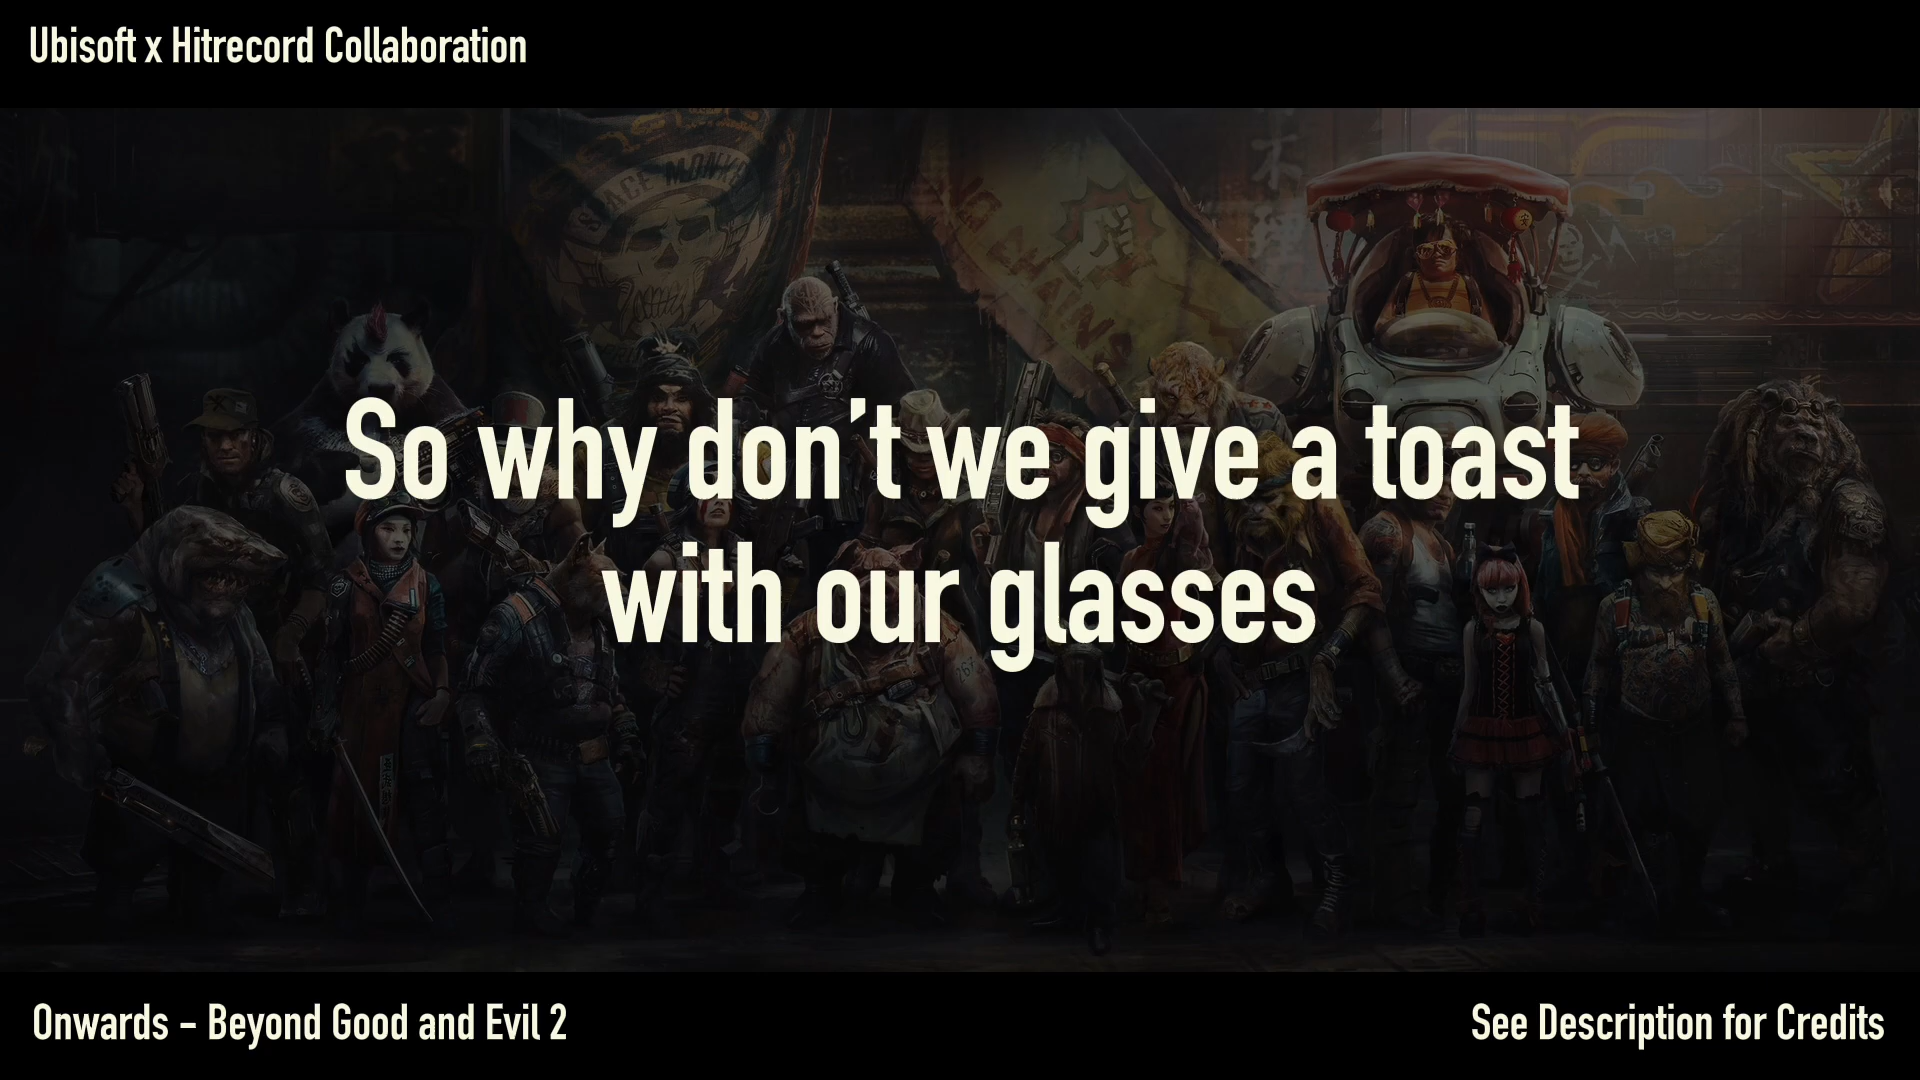 Ubisoft x Hitrecord Collaboration
So why don't we give a toast
with our glasses
Onwards - Beyond Good and Evil 2
See Description for Credits